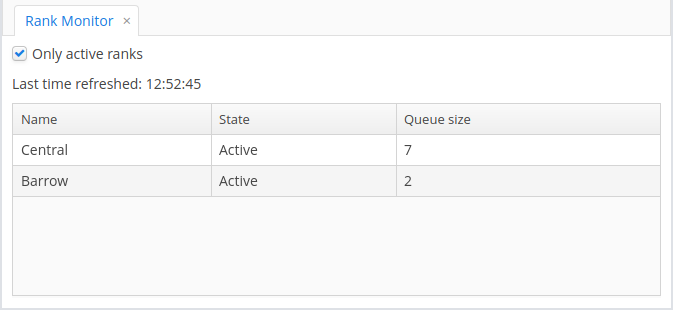 Rank Monitor ×
Only active ranks
Last time refreshed: 12:52:45
Name State Queue size
Central Active 7
Barrow Active 2